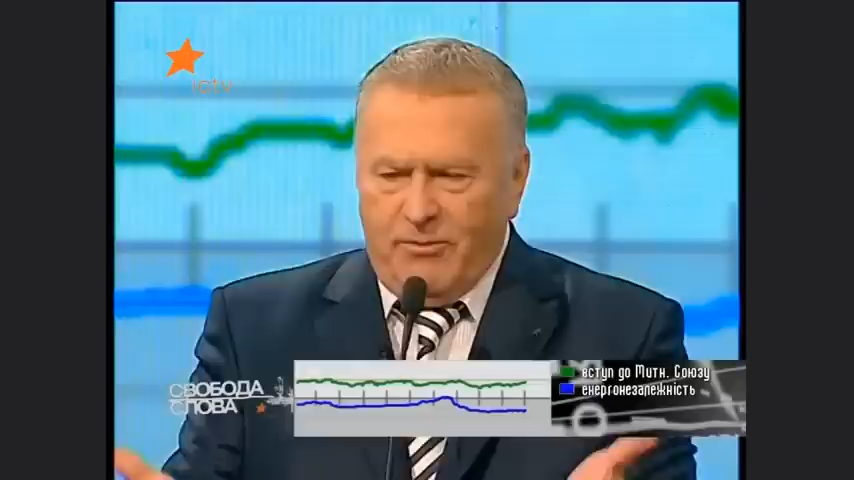 ictv
СВОБОДА
СЛОВА
вступ до Митн. Союзу
енергонезалежність